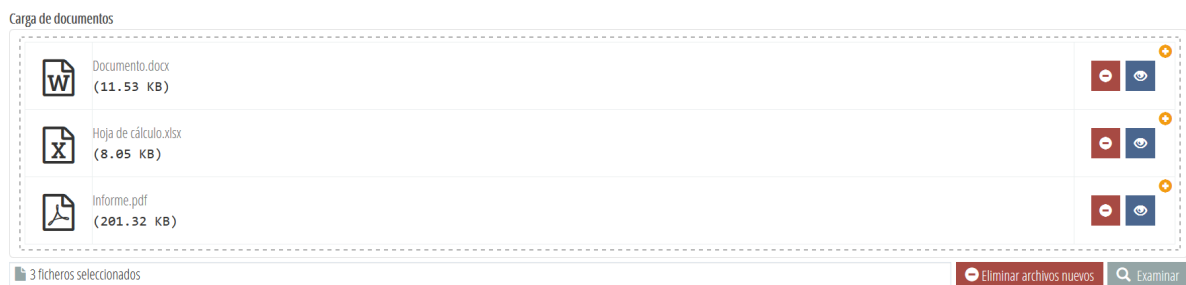 Carga de documentos
W
Documento.docx
(11.53 KB)
X
Hoja de cálculo.xlsx
(8.05 KB)
Informe.pdf
(201.32 KB)
3 ficheros seleccionados
Eliminar archivos nuevos
Examinar